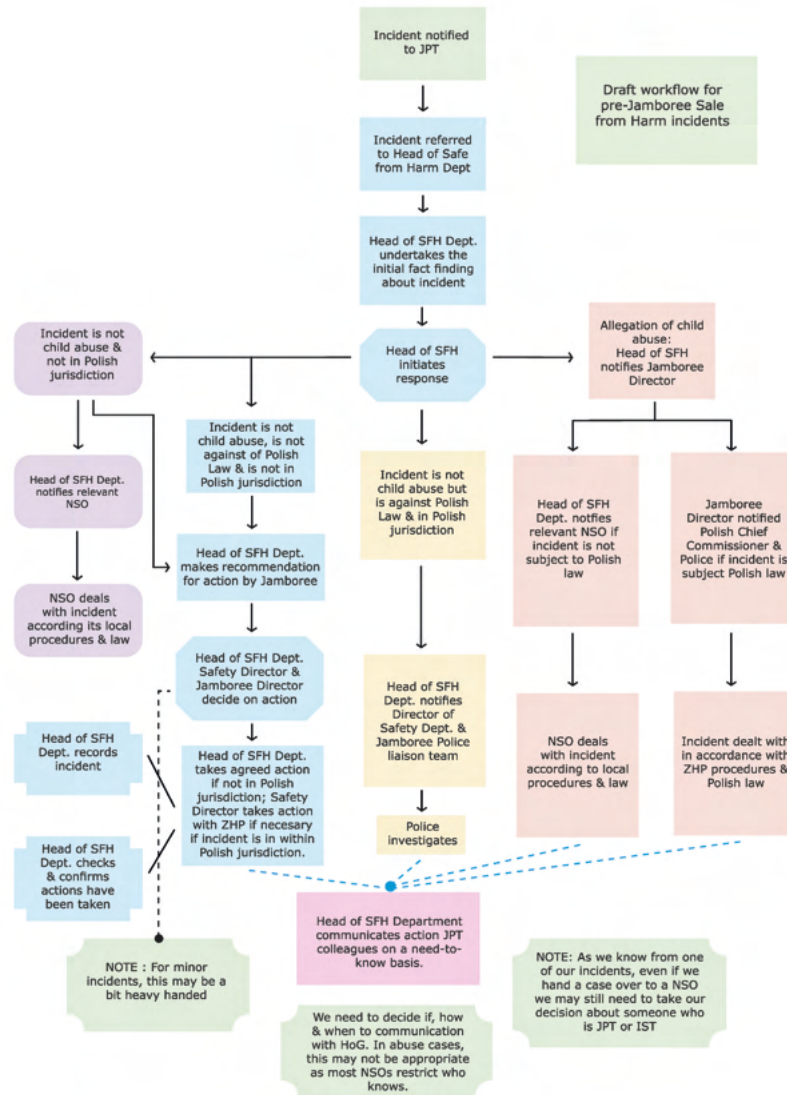 Incident notified
to JPT
Draft workflow for
pre-Jamboree Sale
from Harm incidents
Incident referred
to Head of Safe
from Harm Dept
Head of SFH Dept.
undertakes the
initial fact finding
about incident
Incident is not
child abuse &
not in Polish
jurisdiction
Head of SFH
initiates
response
Allegation of child
abuse:
Head of SFH
notifies Jamboree
Director
Incident is not
child abuse, is not
against of Polish
Law & is not in
Polish jurisdiction
Incident is not
child abuse but
is against Polish
Law & in Polish
jurisdiction
Head of SFH
Dept. notfies
relevant NSO if
incident is not
subject to Polish
law
Jamboree
Director notified
Polish Chief
Commissioner &
Police if incident is
subject Polish law
Head of SFH Dept.
notifies relevant
NSO
Head of SFH Dept.
makes recommendation
for action by Jamboree
NSO deals
with incident
according its local
procedures & law
Head of SFH Dept.
Safety Director &
Jamboree Director
decide on action
Head of SFH
Dept. notifies
Director of
Safety Dept. &
Jamboree Police
liaison team
NSO deals
with incident
according to local
procedures & law
Incident dealt with
in accordance with
ZHP procedures &
Polish law
Head of SFH
Dept. records
incident
Head of SFH Dept.
takes agreed action
if not in Polish
jurisdiction; Safety
Director takes action
with ZHP if necesary
if incident is in within
Polish jurisdiction.
Police
investigates
Head of SFH
Dept. checks
& confirms
actions have
been taken
Head of SFH Department
communicates action JPT
colleagues on a need-to-
know basis.
NOTE : For minor
incidents, this may be a
bit heavy handed
NOTE: As we know from one
of our incidents, even if we
hand a case over to a NSO
we may still need to take our
decision about someone who
is JPT or IST
We need to decide if, how
& when to communication
with HoG. In abuse cases,
this may not be appropriate
as most NSOs restrict who
knows.